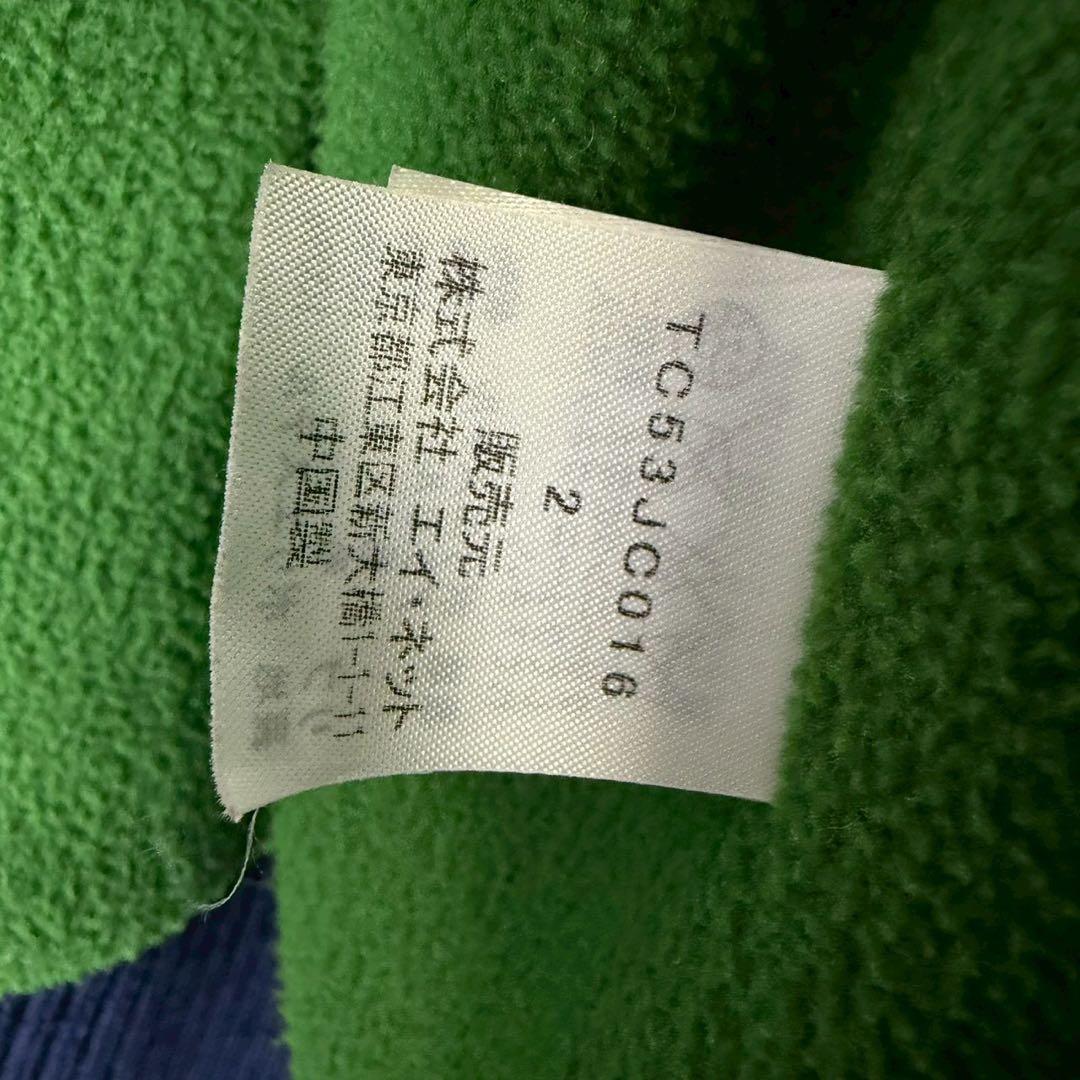 TC53JC016
2
販売元
株式会社 エイ・ネット
東京都江東区新大橋1-1-11
中国製